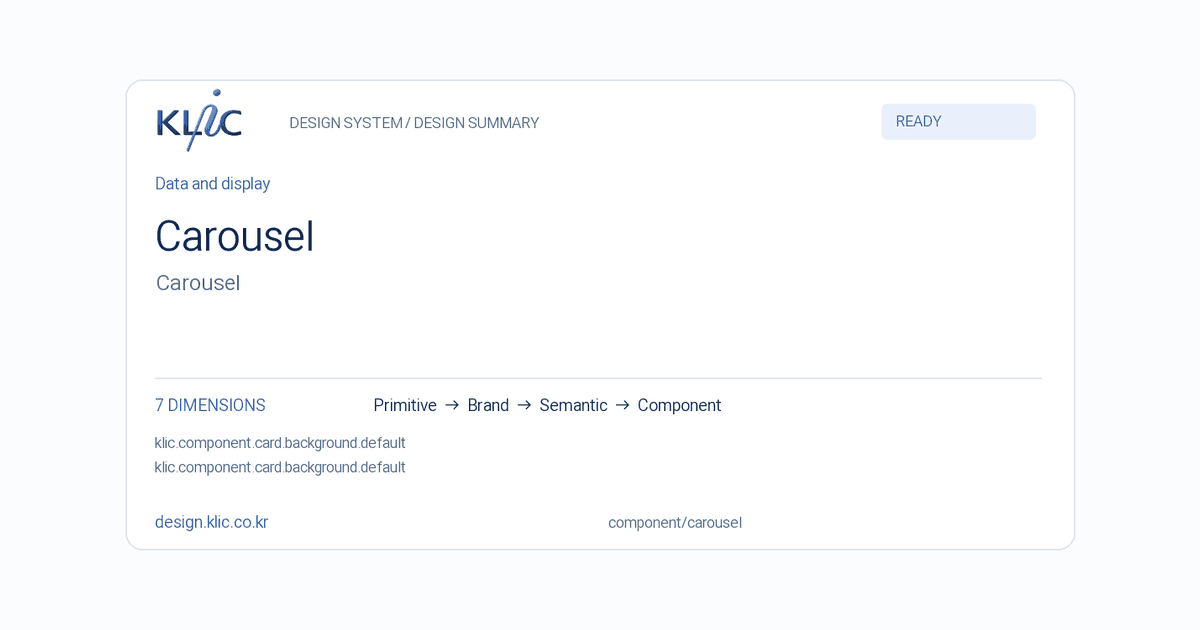 KLiC
DESIGN SYSTEM / DESIGN SUMMARY
READY
Data and display
Carousel
Carousel
7 DIMENSIONS
Primitive → Brand → Semantic → Component
klic.component.card.background.default
klic.component.card.background.default
design.klic.co.kr
component/carousel